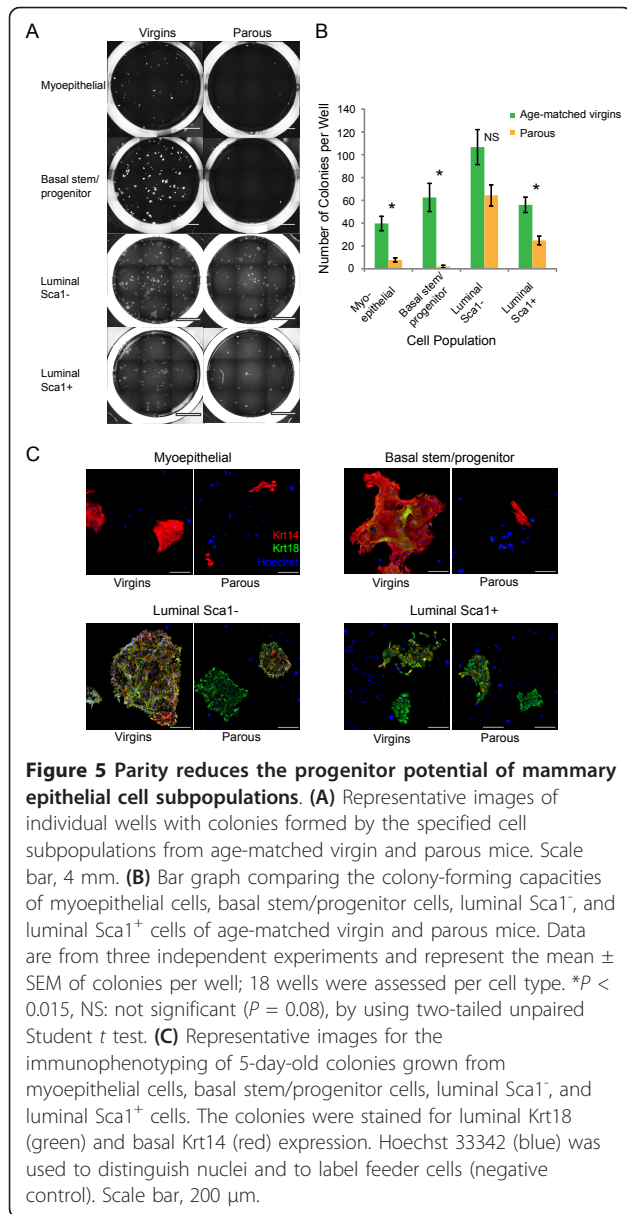 A
Virgins Parous
Myoepithelial
Basal stem/
progenitor
Luminal
Sca1-
Luminal
Sca1+
B
Number of Colonies per Well
140
120
100
80
60
40
20
0
Age-matched virgins
Parous
*
*
NS
*
Myo-
epithelial
Basal stem/
progenitor
Luminal
Sca1-
Luminal
Sca1+
Cell Population
C
Myoepithelial
Krt14
Krt18
Hoechst
Virgins Parous
Basal stem/progenitor
Virgins Parous
Luminal Sca1-
Virgins Parous
Luminal Sca1+
Virgins Parous
Figure 5 Parity reduces the progenitor potential of mammary
epithelial cell subpopulations. (A) Representative images of
individual wells with colonies formed by the specified cell
subpopulations from age-matched virgin and parous mice. Scale
bar, 4 mm. (B) Bar graph comparing the colony-forming capacities
of myoepithelial cells, basal stem/progenitor cells, luminal Sca1⁻, and
luminal Sca1⁺ cells of age-matched virgin and parous mice. Data
are from three independent experiments and represent the mean ±
SEM of colonies per well; 18 wells were assessed per cell type. *P <
0.015, NS: not significant (P = 0.08), by using two-tailed unpaired
Student t test. (C) Representative images for the
immunophenotyping of 5-day-old colonies grown from
myoepithelial cells, basal stem/progenitor cells, luminal Sca1⁻, and
luminal Sca1⁺ cells. The colonies were stained for luminal Krt18
(green) and basal Krt14 (red) expression. Hoechst 33342 (blue) was
used to distinguish nuclei and to label feeder cells (negative
control). Scale bar, 200 μm.